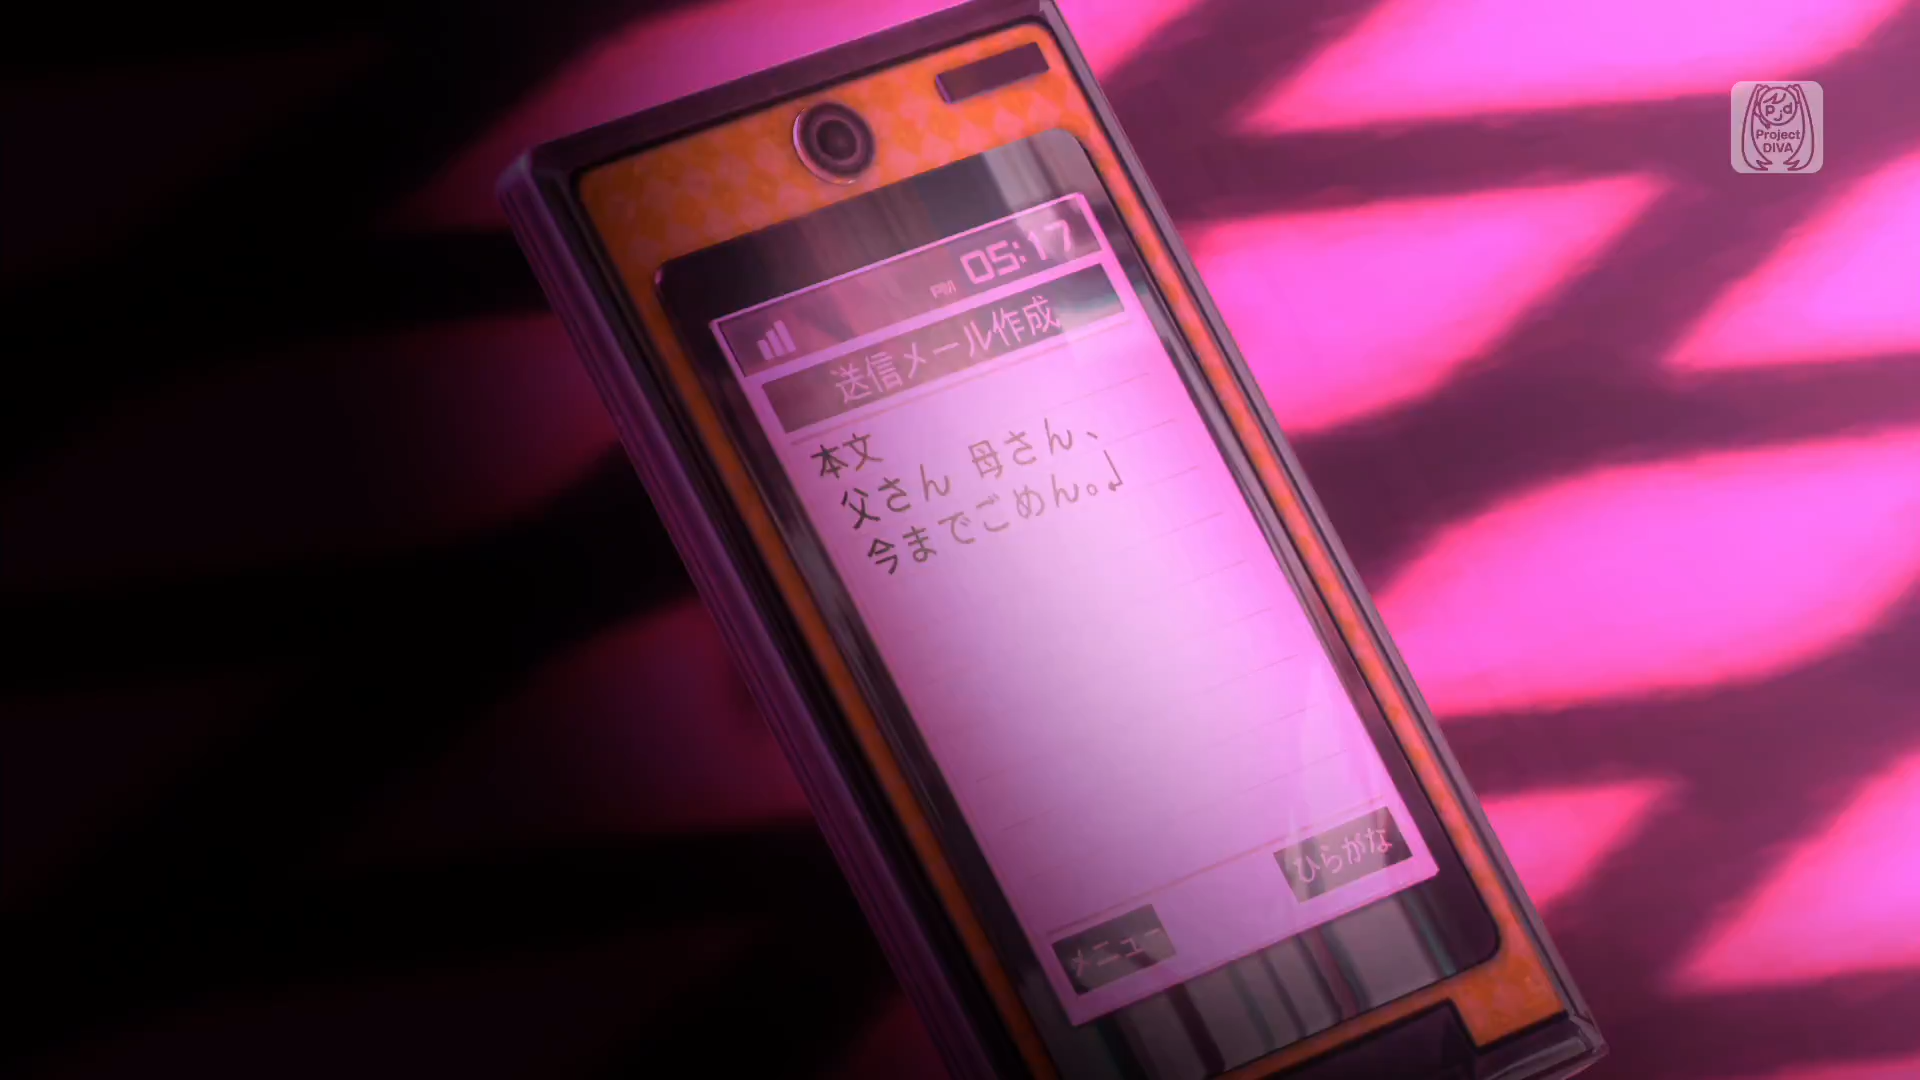 PM 05:17
送信メール作成
本文
父さん 母さん、
今までごめん。↲
ひらがな
メニュー
Pjd
Project
DIVA